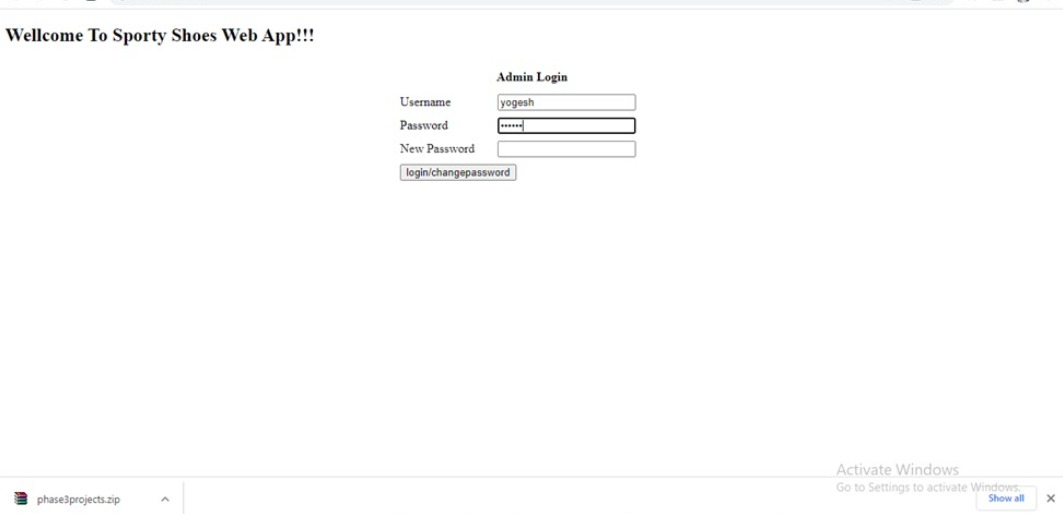 Wellcome To Sporty Shoes Web App!!!
Admin Login
Username yogesh
Password ••••••
New Password
login/changepassword
Activate Windows
Go to Settings to activate Windows.
phase3projects.zip
Show all